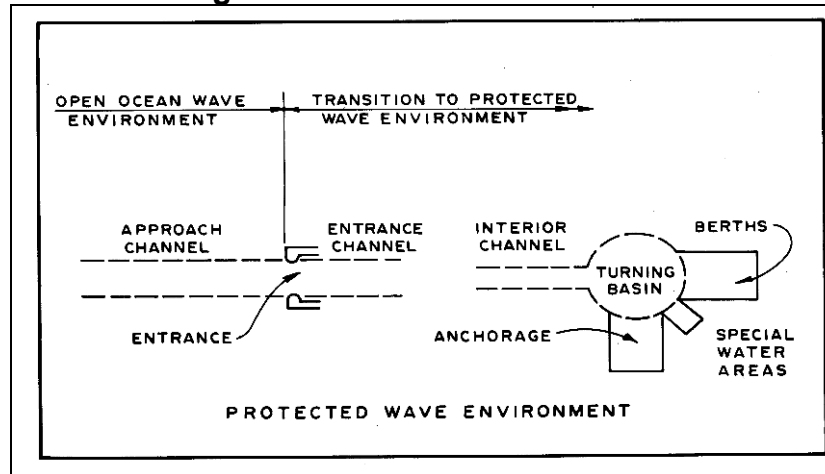 OPEN OCEAN WAVE
ENVIRONMENT
TRANSITION TO PROTECTED
WAVE ENVIRONMENT
APPROACH
CHANNEL
ENTRANCE
CHANNEL
INTERIOR
CHANNEL
BERTHS
TURNING
BASIN
ENTRANCE
ANCHORAGE
SPECIAL
WATER
AREAS
PROTECTED WAVE ENVIRONMENT